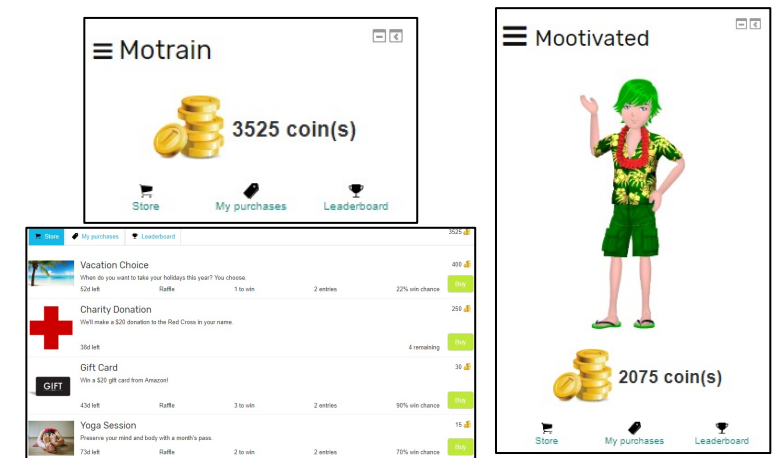 Motrain
3525 coin(s)
Store My purchases Leaderboard
Mootivated
2075 coin(s)
Store My purchases Leaderboard
Store My purchases Leaderboard 3525
Vacation Choice 400
When do you want to take your holidays this year? You choose. Buy
52d left Raffle 1 to win 2 entries 22% win chance
Charity Donation 250
We'll make a $20 donation to the Red Cross in your name.
Buy
38d left 4 remaining
Gift Card 30
GIFT
Win a $20 gift card from Amazon!
Buy
43d left Raffle 3 to win 2 entries 90% win chance
Yoga Session 15
Preserve your mind and body with a month's pass.
Buy
73d left Raffle 2 to win 2 entries 70% win chance